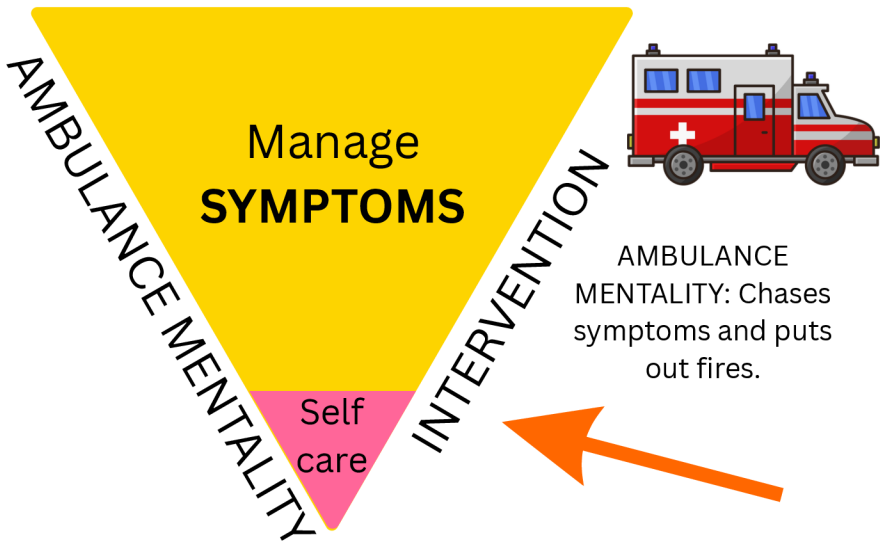 AMBULANCE MENTALITY
Manage
SYMPTOMS
INTERVENTION
Self
care
AMBULANCE
MENTALITY: Chases
symptoms and puts
out fires.